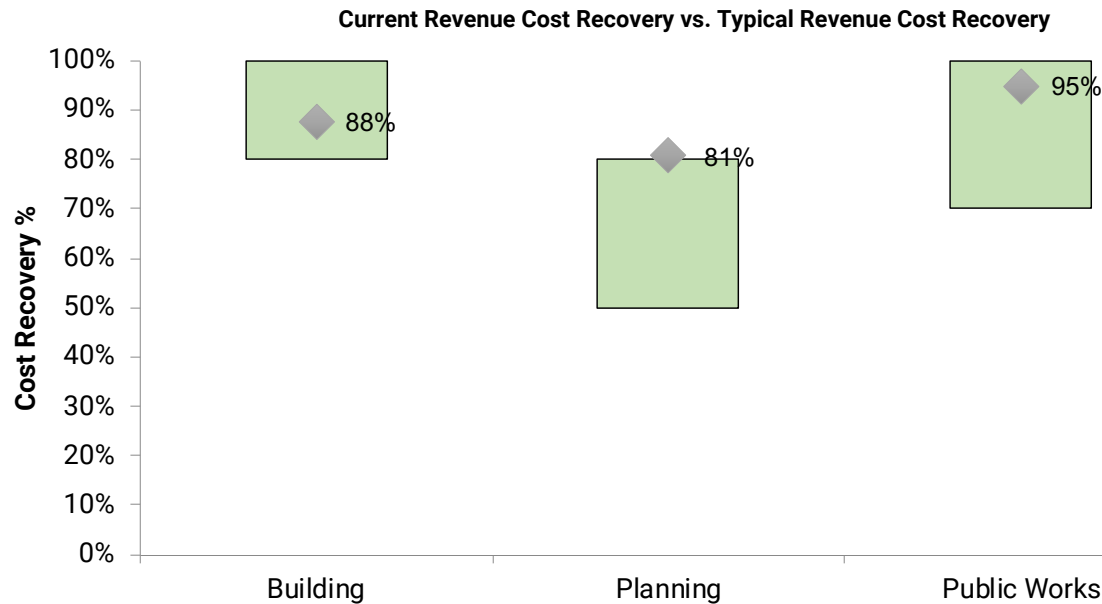 Current Revenue Cost Recovery vs. Typical Revenue Cost Recovery
Cost Recovery %
100%
90%
80%
70%
60%
50%
40%
30%
20%
10%
0%
88%
81%
95%
Building
Planning
Public Works